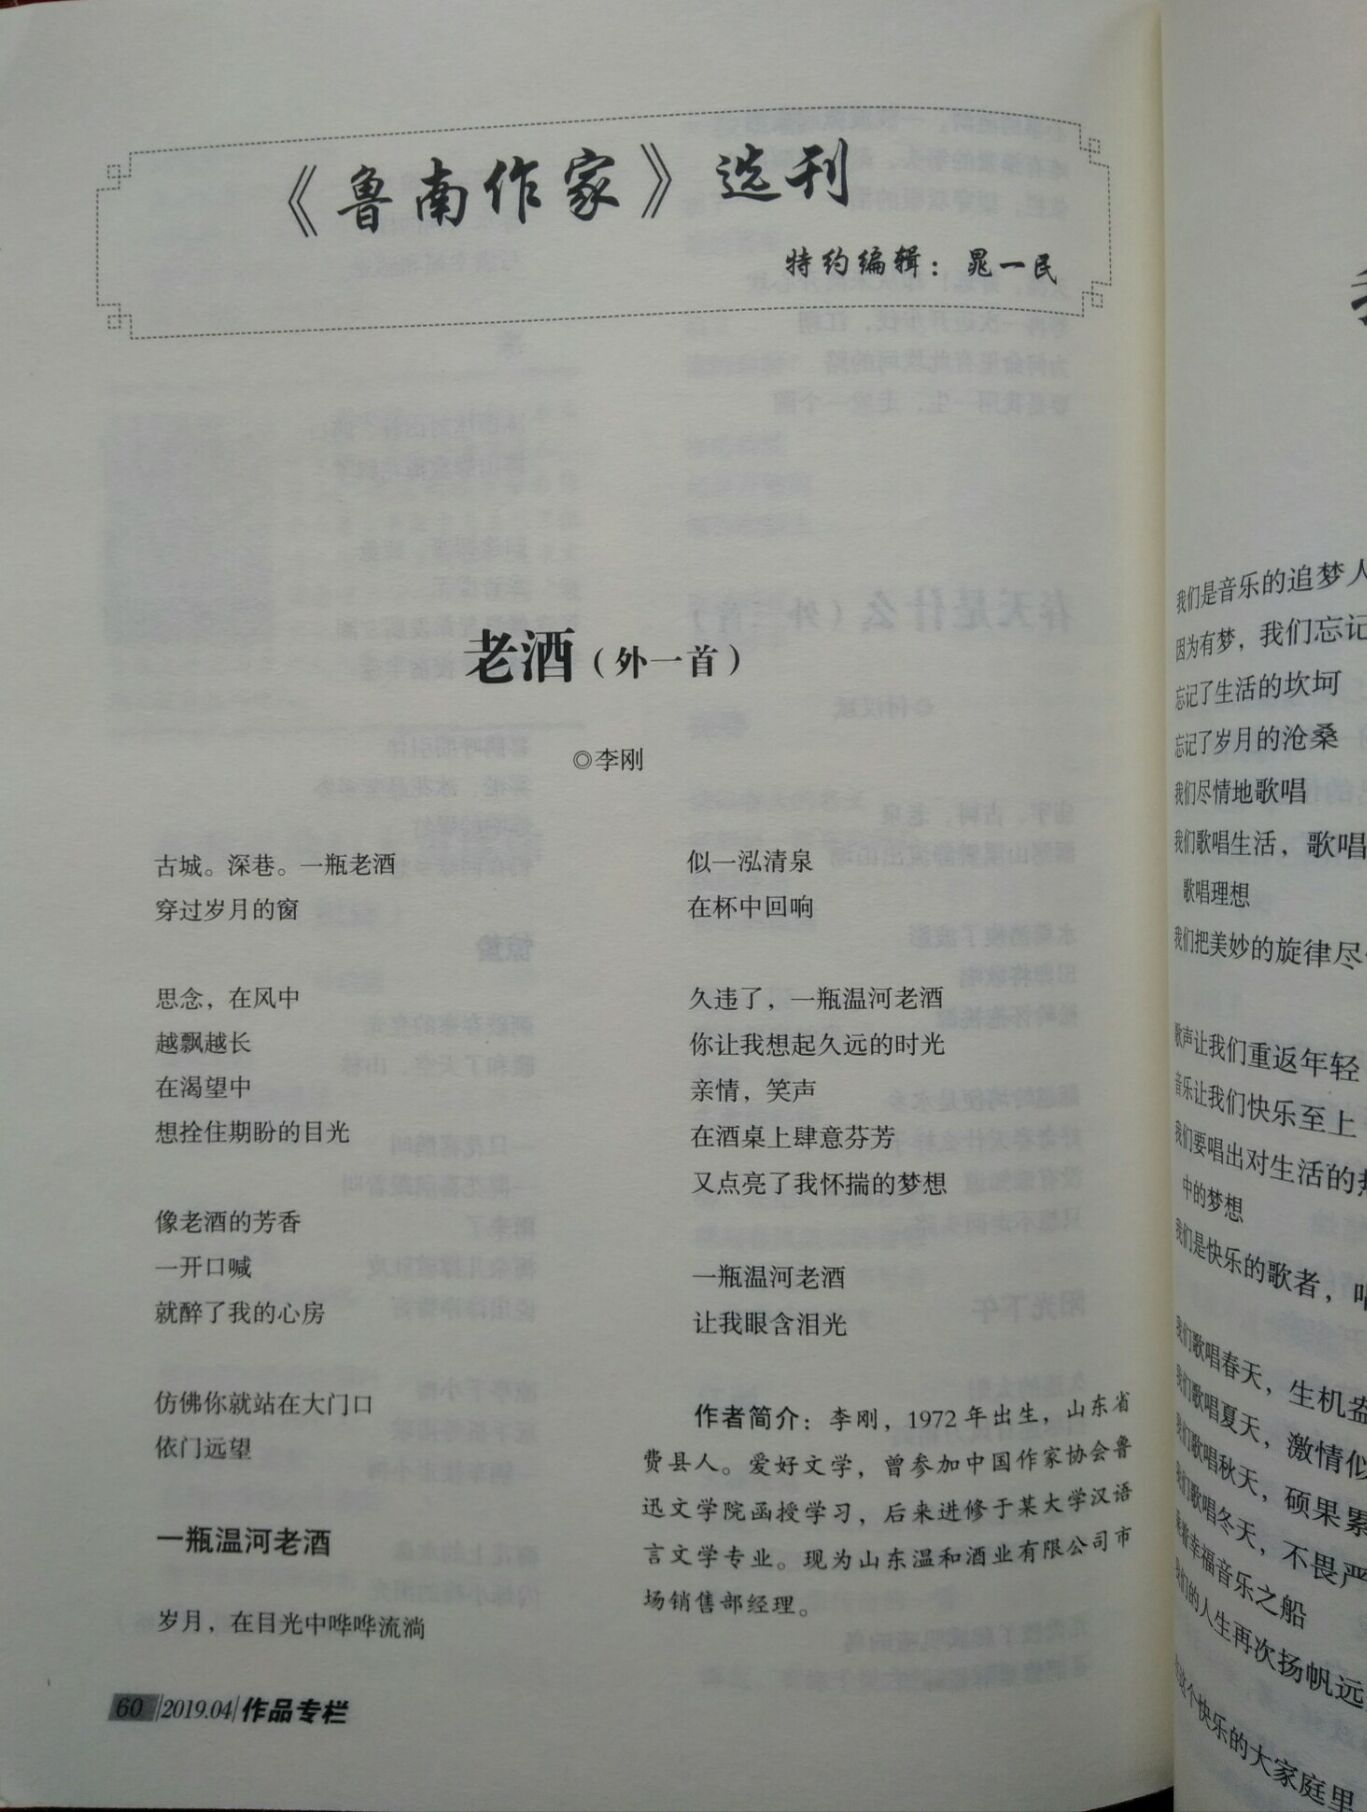 《鲁南作家》选刊
特约编辑：晁一民
老酒（外一首）
◎李刚
古城。深巷。一瓶老酒
穿过岁月的窗
思念，在风中
越飘越长
在渴望中
想拴住期盼的目光
像老酒的芳香
一开口喊
就醉了我的心房
仿佛你就站在大门口
依门远望
一瓶温河老酒
岁月，在目光中哗哗流淌
似一泓清泉
在杯中回响
久违了，一瓶温河老酒
你让我想起久远的时光
亲情，笑声
在酒桌上肆意芬芳
又点亮了我怀揣的梦想
一瓶温河老酒
让我眼含泪光
作者简介：李刚，1972年出生，山东省
费县人。爱好文学，曾参加中国作家协会鲁
迅文学院函授学习，后来进修于某大学汉语
言文学专业。现为山东温和酒业有限公司市
场销售部经理。
60 2019.04 作品专栏
我们是音乐的追梦人
因为有梦，我们忘记
忘记了生活的坎坷
忘记了岁月的沧桑
我们尽情地歌唱
我们歌唱生活，歌唱
歌唱理想
我们把美妙的旋律尽
歌声让我们重返年轻
音乐让我们快乐至上
我们要唱出对生活的
中的梦想
我们是快乐的歌者，唱
我们歌唱春天，生机盎
我们歌唱夏天，激情似
我们歌唱秋天，硕果累
我们歌唱冬天，不畏严
幸福音乐之船
我们的人生再次扬帆远
个快乐的大家庭里